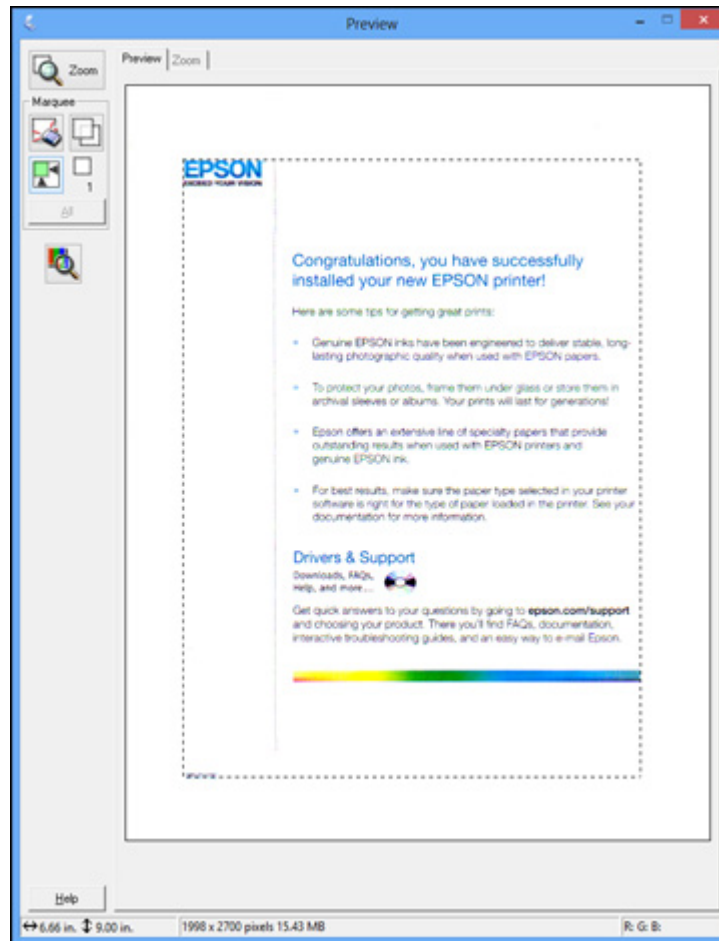 Preview
Zoom
Preview
Zoom
Marquee
1
All
EPSON
EXCEED YOUR VISION
Congratulations, you have successfully
installed your new EPSON printer!
Here are some tips for getting great prints:
• Genuine EPSON inks have been engineered to deliver stable, long-
lasting photographic quality when used with EPSON papers.
• To protect your photos, frame them under glass or store them in
archival sleeves or albums. Your prints will last for generations!
• Epson offers an extensive line of specialty papers that provide
outstanding results when used with EPSON printers and
genuine EPSON ink.
• For best results, make sure the paper type selected in your printer
software is right for the type of paper loaded in the printer. See your
documentation for more information.
Drivers & Support
Downloads, FAQs,
Help, and more...
Get quick answers to your questions by going to epson.com/support
and choosing your product. There you'll find FAQs, documentation,
interactive troubleshooting guides, and an easy way to e-mail Epson.
Help
6.66 in. 9.00 in. 1998 x 2700 pixels 15.43 MB R: G: B: